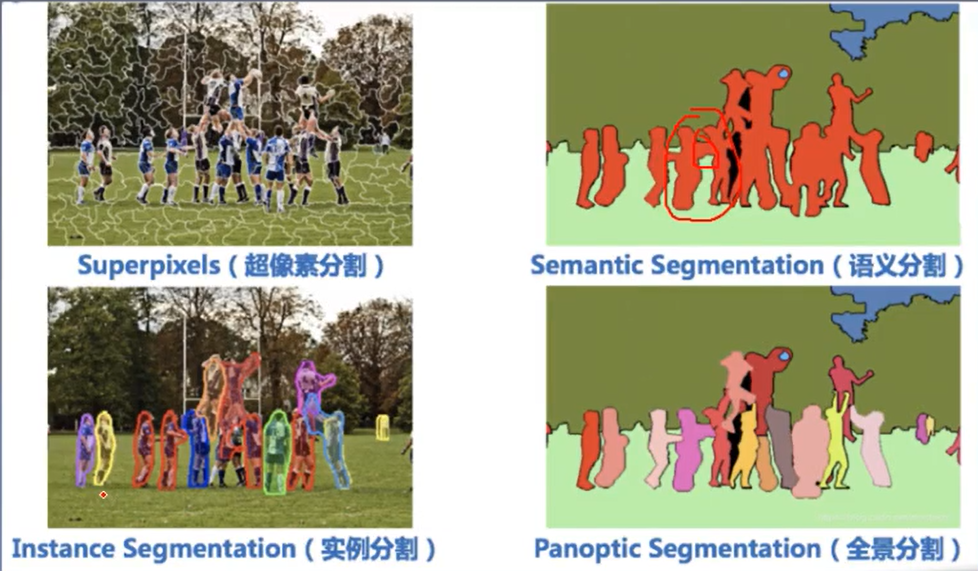 Superpixels（超像素分割）
Semantic Segmentation（语义分割）
Instance Segmentation（实例分割）
Panoptic Segmentation（全景分割）